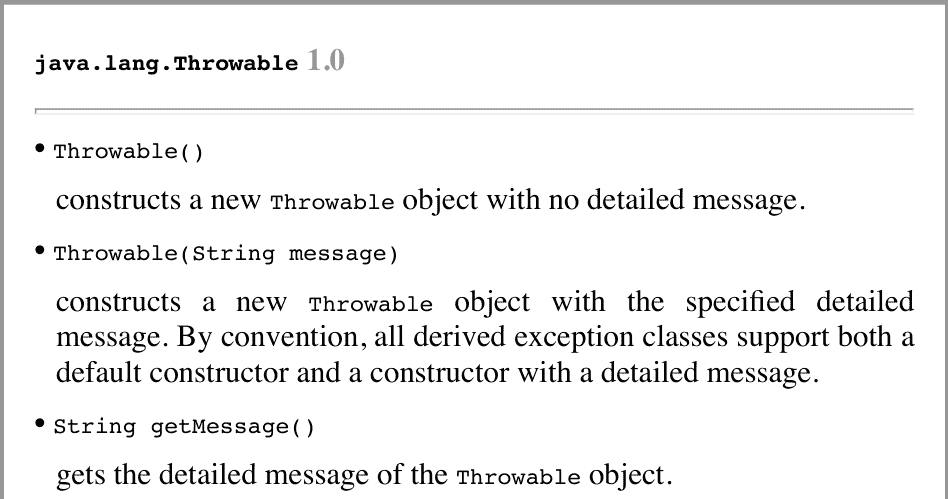 java.lang.Throwable 1.0
• Throwable()
constructs a new Throwable object with no detailed message.
• Throwable(String message)
constructs a new Throwable object with the specified detailed
message. By convention, all derived exception classes support both a
default constructor and a constructor with a detailed message.
• String getMessage()
gets the detailed message of the Throwable object.